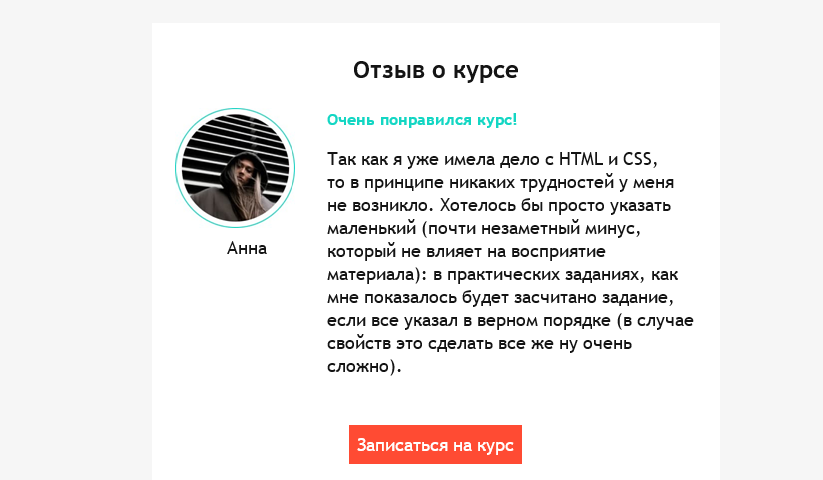 Отзыв о курсе
Анна
Очень понравился курс!
Так как я уже имела дело с HTML и CSS,
то в принципе никаких трудностей у меня
не возникло. Хотелось бы просто указать
маленький (почти незаметный минус,
который не влияет на восприятие
материала): в практических заданиях, как
мне показалось будет засчитано задание,
если все указал в верном порядке (в случае
свойств это сделать все же ну очень
сложно).
Записаться на курс